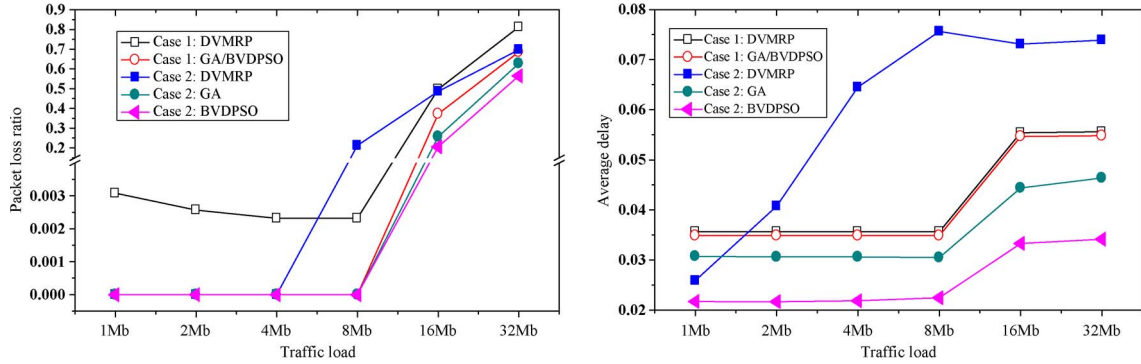 0.9
0.8
0.7
0.6
0.5
0.4
0.3
0.2
0.003
0.002
0.001
0.000
Packet loss ratio
Case 1: DVMRP
Case 1: GA/BVDPSO
Case 2: DVMRP
Case 2: GA
Case 2: BVDPSO
1Mb 2Mb 4Mb 8Mb 16Mb 32Mb
Traffic load
0.08
0.07
0.06
0.05
0.04
0.03
0.02
Average delay
Case 1: DVMRP
Case 1: GA/BVDPSO
Case 2: DVMRP
Case 2: GA
Case 2: BVDPSO
1Mb 2Mb 4Mb 8Mb 16Mb 32Mb
Traffic load